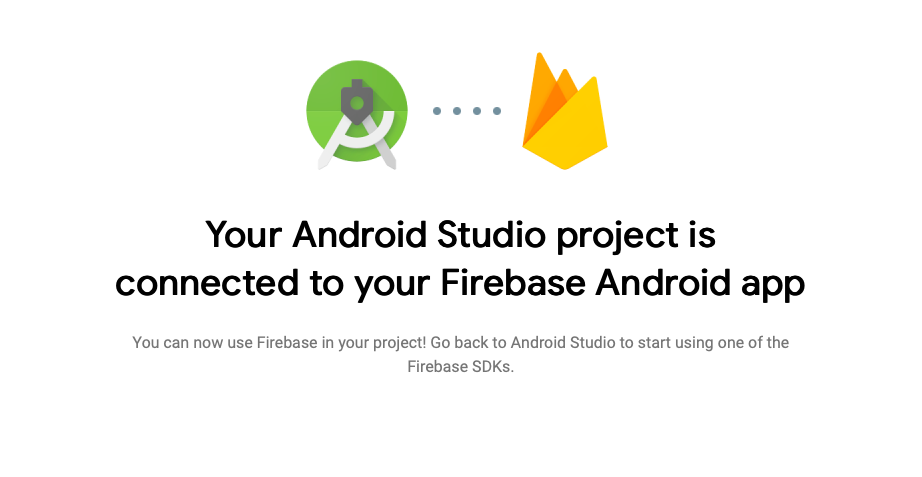 Your Android Studio project is
connected to your Firebase Android app
You can now use Firebase in your project! Go back to Android Studio to start using one of the
Firebase SDKs.